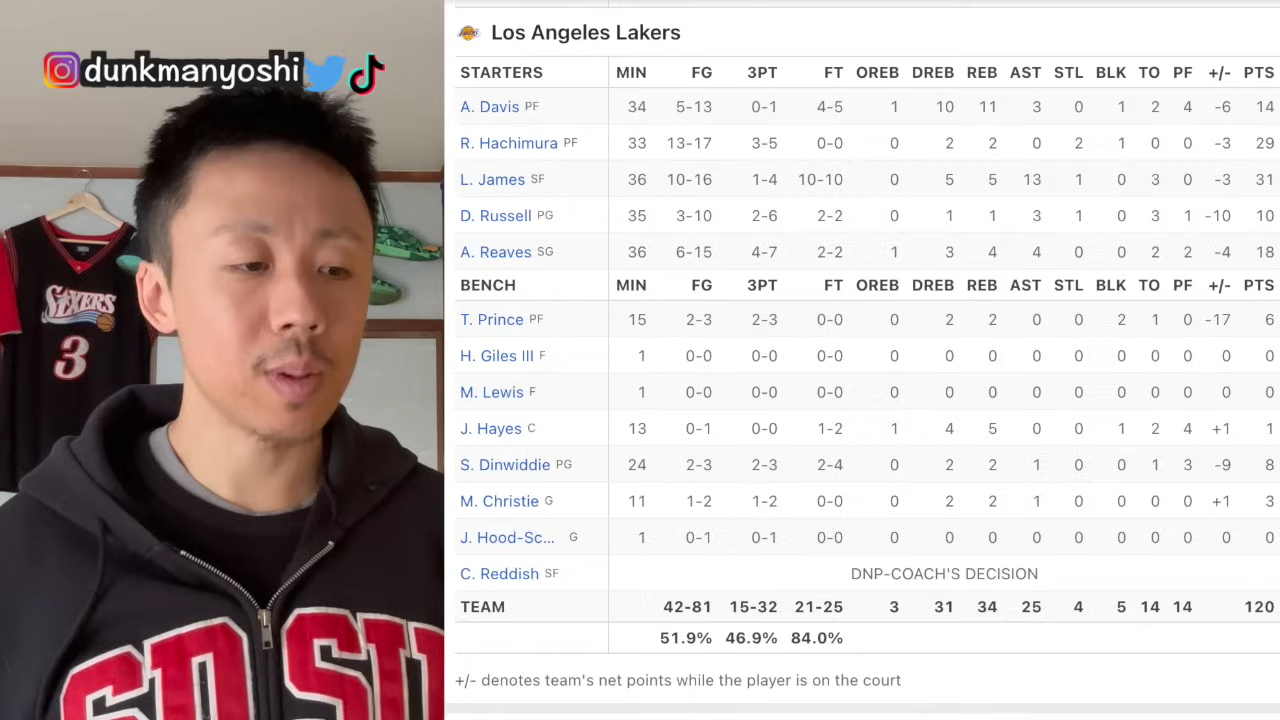 dunkmanyoshi
SIXERS
3
Los Angeles Lakers
STARTERS MIN FG 3PT FT OREB DREB REB AST STL BLK TO PF +/- PTS
A. Davis PF 34 5-13 0-1 4-5 1 10 11 3 0 1 2 4 -6 14
R. Hachimura PF 33 13-17 3-5 0-0 0 2 2 0 2 1 0 2 -3 29
L. James SF 36 10-16 1-4 10-10 0 5 5 13 1 0 3 0 -3 31
D. Russell PG 35 3-10 2-6 2-2 0 1 1 3 1 0 3 1 -10 10
A. Reaves SG 36 6-15 4-7 2-2 1 3 4 4 0 0 2 2 -4 18
BENCH MIN FG 3PT FT OREB DREB REB AST STL BLK TO PF +/- PTS
T. Prince PF 15 2-3 2-3 0-0 0 2 2 0 0 2 1 0 -17 6
H. Giles III F 1 0-0 0-0 0-0 0 0 0 0 0 0 0 0 0 0
M. Lewis F 1 0-0 0-0 0-0 0 0 0 0 0 0 0 0 0 0
J. Hayes C 13 0-1 0-0 1-2 1 4 5 0 0 1 2 4 +1 1
S. Dinwiddie PG 24 2-3 2-3 2-4 0 2 2 1 0 0 1 3 -9 8
M. Christie G 11 1-2 1-2 0-0 0 2 2 1 0 0 0 0 +1 3
J. Hood-Sc... G 1 0-1 0-1 0-0 0 0 0 0 0 0 0 0 0 0
C. Reddish SF DNP-COACH'S DECISION
TEAM 42-81 15-32 21-25 3 31 34 25 4 5 14 14 120
51.9% 46.9% 84.0%
+/- denotes team's net points while the player is on the court